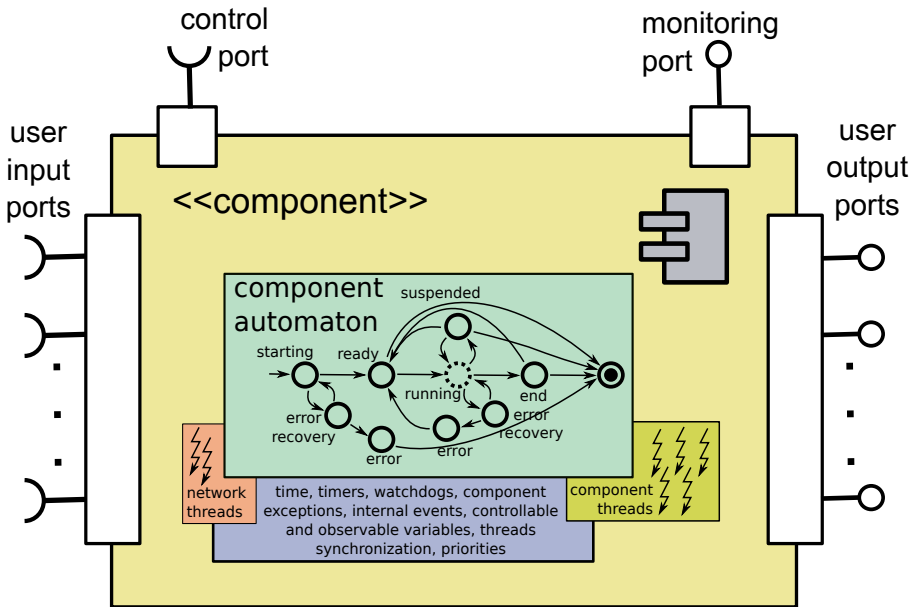 control
port
monitoring
port
user
input
ports
user
output
ports
<<component>>
component
automaton
suspended
starting
ready
running
end
error
recovery
error
error
error
recovery
network
threads
component
threads
time, timers, watchdogs, component
exceptions, internal events, controllable
and observable variables, threads
synchronization, priorities